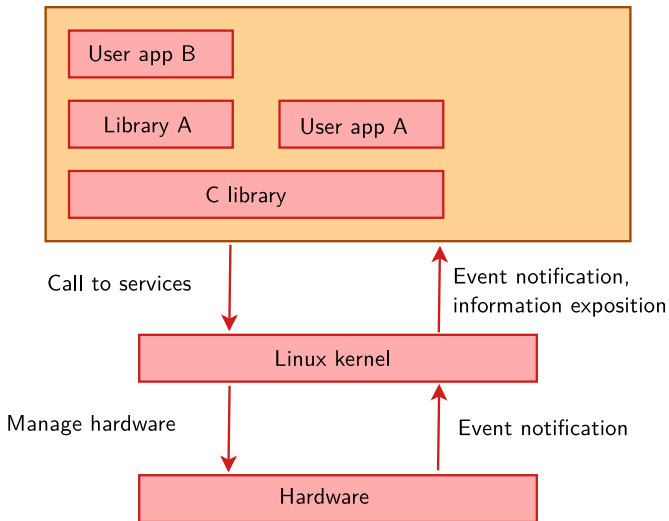 User app B
Library A
User app A
C library
Call to services
Event notification,
information exposition
Linux kernel
Manage hardware
Event notification
Hardware